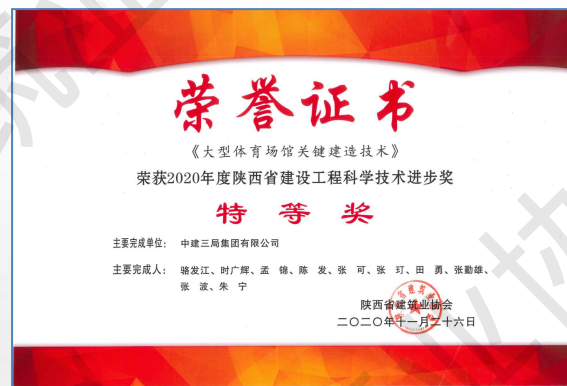 荣誉证书
《大型体育场馆关键建造技术》
荣获2020年度陕西省建设工程科学技术进步奖
特等奖
主要完成单位： 中建三局集团有限公司
主要完成人： 骆发江、时广辉、孟 锦、陈 发、张 可、张 玎、田 勇、张勤雄、
张 波、朱 宁
陕西省建筑业协会
二〇二〇年十一月二十六日